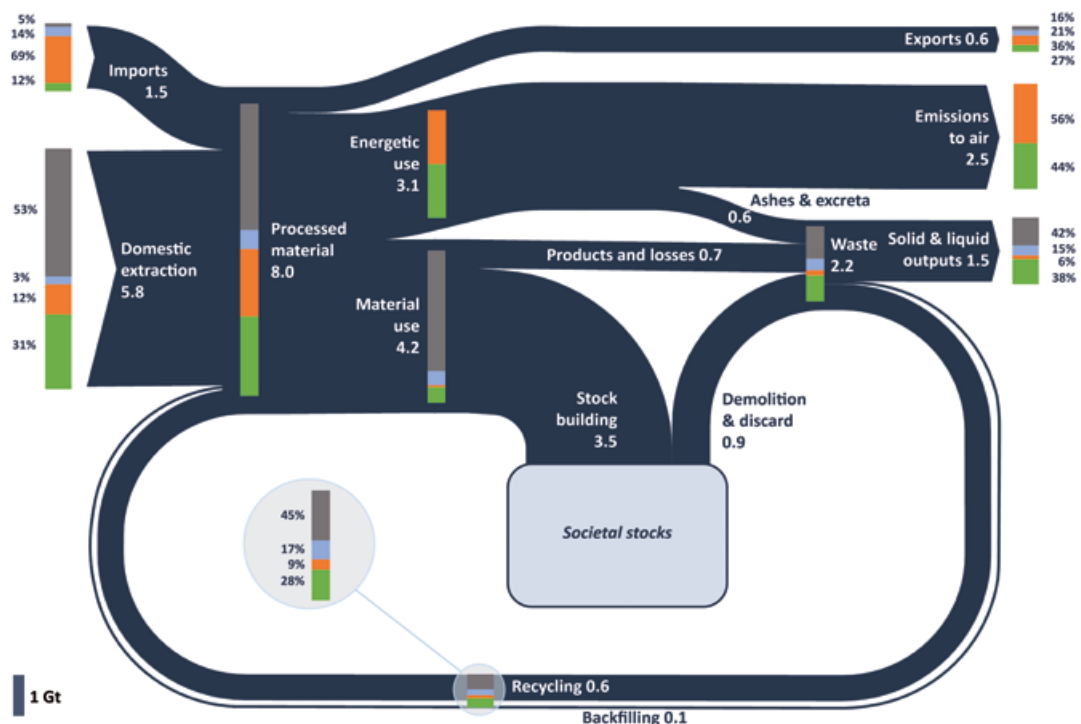 5%
14%
69%
12%
Imports
1.5
Exports 0.6
16%
21%
36%
27%
53%
3%
12%
31%
Domestic
extraction
5.8
Processed
material
8.0
Energetic
use
3.1
Emissions
to air
2.5
56%
44%
Ashes & excreta
0.6
Products and losses 0.7
Waste
2.2
Solid & liquid
outputs 1.5
42%
15%
6%
38%
Material
use
4.2
Stock
building
3.5
Demolition
& discard
0.9
Societal stocks
45%
17%
9%
28%
Recycling 0.6
Backfilling 0.1
1 Gt